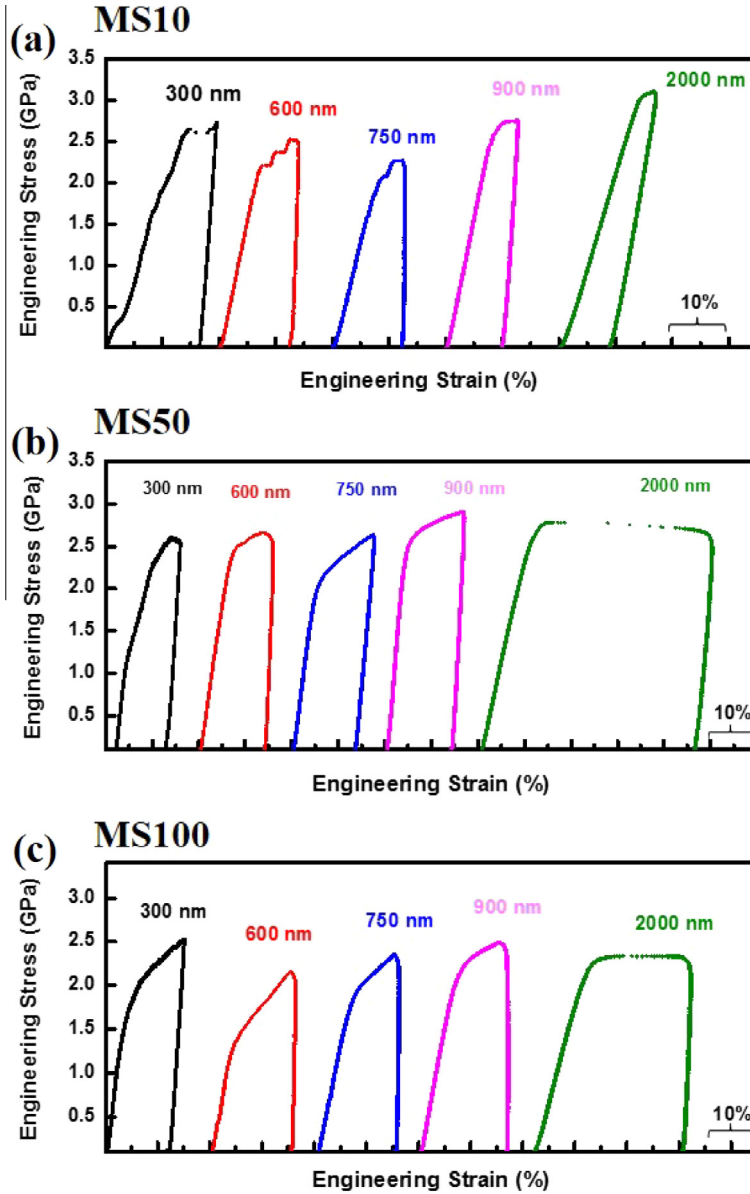 MS10
(a)
3.5
3.0
2.5
2.0
1.5
1.0
0.5
Engineering Stress (GPa)
300 nm
600 nm
750 nm
900 nm
2000 nm
10%
Engineering Strain (%)
MS50
(b)
3.5
3.0
2.5
2.0
1.5
1.0
0.5
Engineering Stress (GPa)
300 nm
600 nm
750 nm
900 nm
2000 nm
10%
Engineering Strain (%)
MS100
(c)
3.0
2.5
2.0
1.5
1.0
0.5
Engineering Stress (GPa)
300 nm
600 nm
750 nm
900 nm
2000 nm
10%
Engineering Strain (%)